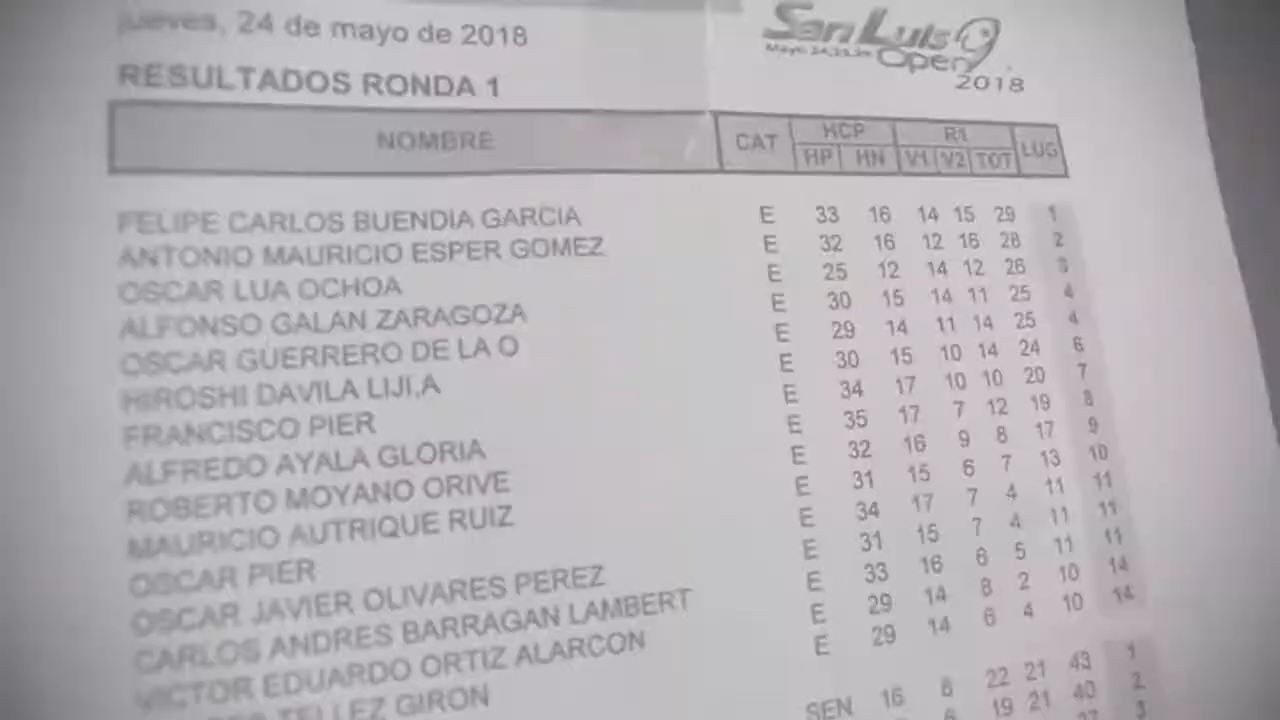 jueves, 24 de mayo de 2018
San Luis Open
2018
RESULTADOS RONDA 1
NOMBRE CAT HCP R1 LUG
HP HN V1 V2 TOT
FELIPE CARLOS BUENDIA GARCIA E 33 16 14 15 29 1
ANTONIO MAURICIO ESPER GOMEZ E 32 16 12 16 28 2
OSCAR LUA OCHOA E 25 12 14 12 26 3
ALFONSO GALAN ZARAGOZA E 30 15 14 11 25 4
OSCAR GUERRERO DE LA O E 29 14 11 14 25 4
HIROSHI DAVILA LIJI,A E 30 15 10 14 24 6
FRANCISCO PIER E 34 17 10 10 20 7
ALFREDO AYALA GLORIA E 35 17 7 12 19 8
ROBERTO MOYANO ORIVE E 32 16 9 8 17 9
MAURICIO AUTRIQUE RUIZ E 31 15 6 7 13 10
OSCAR PIER E 34 17 7 4 11 11
OSCAR JAVIER OLIVARES PEREZ E 31 15 7 4 11 11
CARLOS ANDRES BARRAGAN LAMBERT E 33 16 6 5 11 11
VICTOR EDUARDO ORTIZ ALARCON E 29 14 8 2 10 14
TELLEZ GIRON E 29 14 6 4 10 14
SEN 16 8 22 21 43 1
19 21 40 2